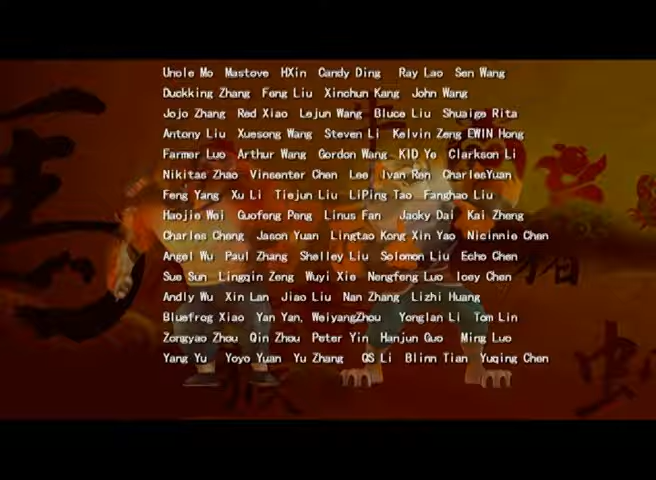 Uncle Mo Mastove HXin Candy Ding Ray Lao Sen Wang
Duckking Zhang Fong Liu Xinchun Kang John Wang
Jojo Zhang Red Xiao Lejun Wang Bluce Liu Shuaige Rita
Antony Liu Xuesong Wang Steven Li Kelvin Zeng EWIN Hong
Farmer Luo Arthur Wang Gordon Wang KID Ye Clarkson Li
Nikitas Zhao Vinsenter Chen Leo Ivan Ren CharlesYuan
Feng Yang Xu Li Tiejun Liu LiPing Tao Fanghao Liu
Haojie Wei Guofeng Peng Linus Fan Jacky Dai Kai Zheng
Charles Cheng Jason Yuan Lingtao Kong Xin Yao Nicinnie Chen
Angel Wu Paul Zhang Shelley Liu Solomon Liu Echo Chen
Sue Sun Lingqin Zeng Wuyi Xie Nengfeng Luo Icey Chen
Andly Wu Xin Lan Jiao Liu Nan Zhang Lizhi Huang
Bluefrog Xiao Yan Yan, WeiyangZhou Yonglan Li Tom Lin
Zongyao Zhou Qin Zhou Peter Yin Hanjun Guo Ming Luo
Yang Yu Yoyo Yuan Yu Zhang QS Li Blinn Tian Yuqing Chen
馬
猪
虫
猴